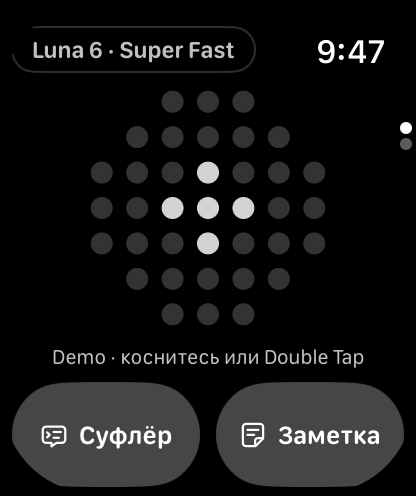 Luna 6 · Super Fast
9:47
Demo · коснитесь или Double Tap
Суфлёр
Заметка